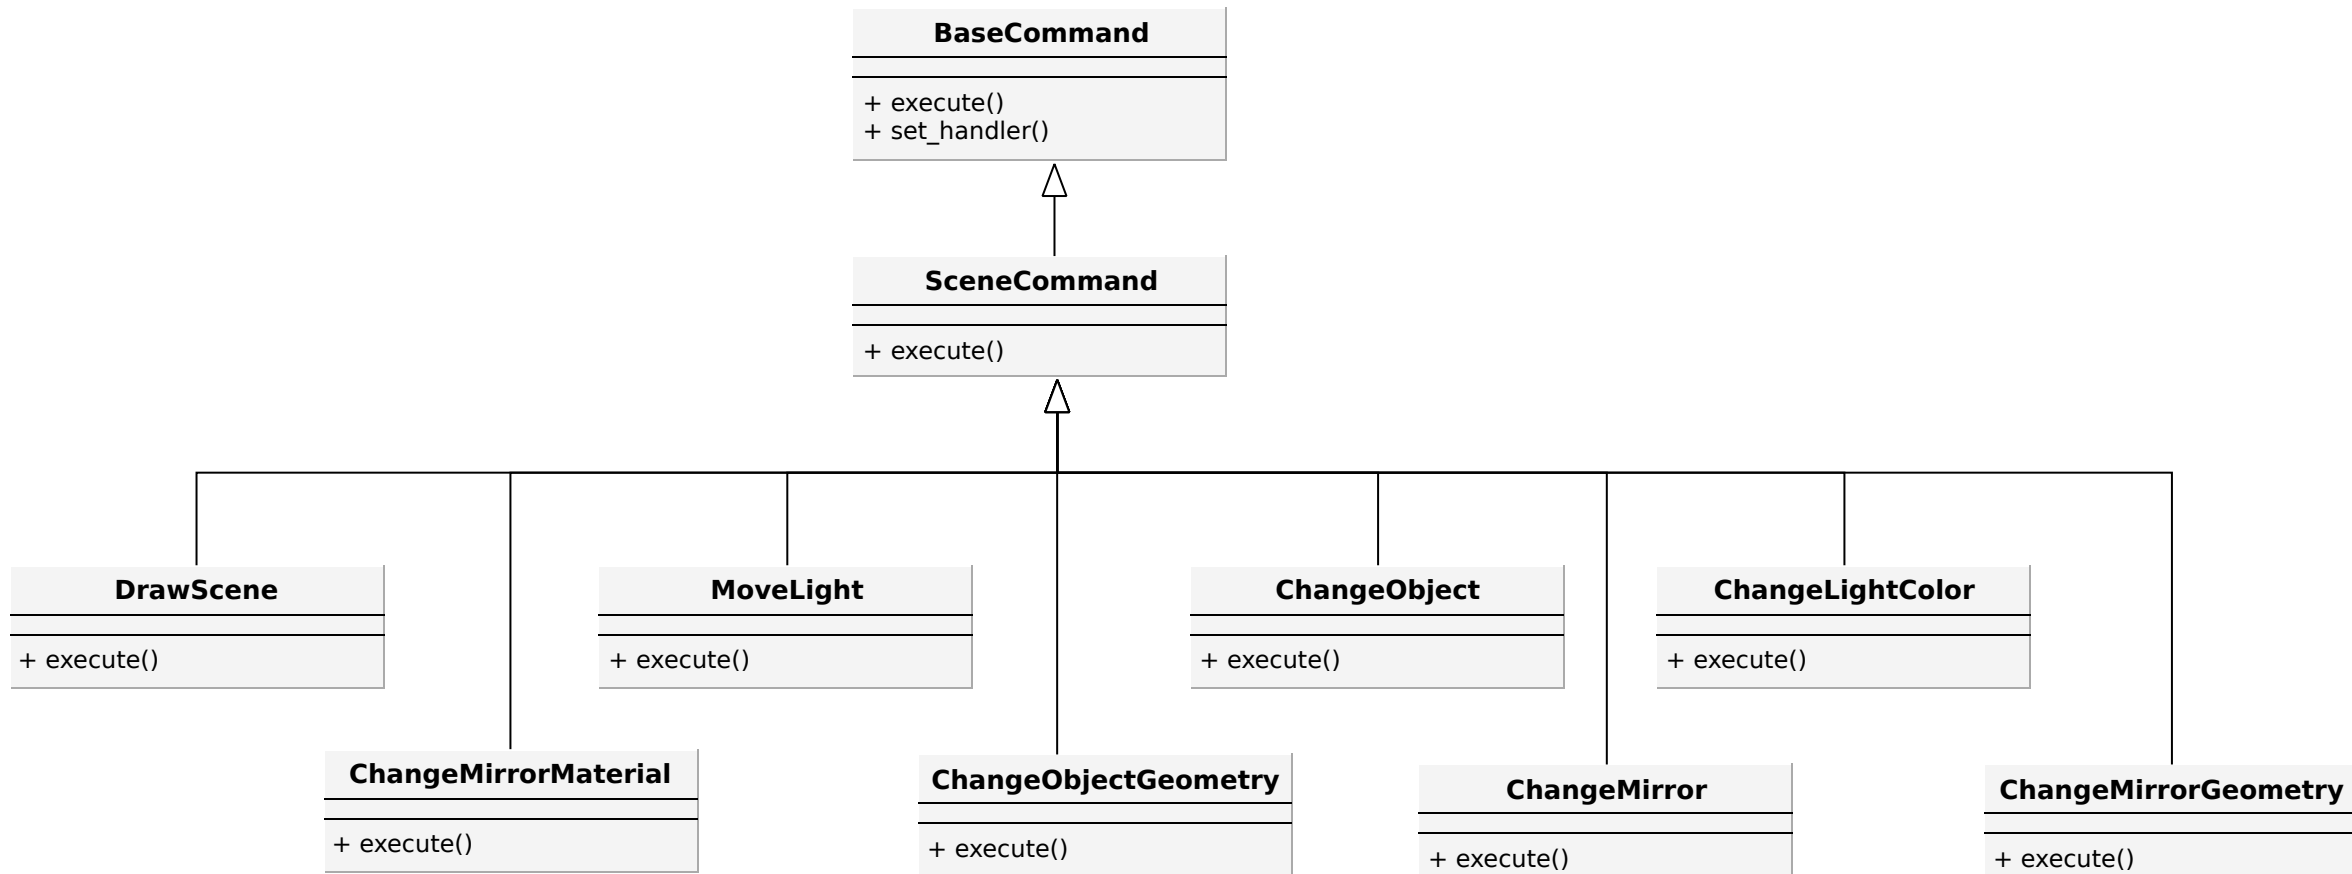 BaseCommand
+ execute()
+ set_handler()
SceneCommand
+ execute()
DrawScene
+ execute()
MoveLight
+ execute()
ChangeObject
+ execute()
ChangeLightColor
+ execute()
ChangeMirrorMaterial
+ execute()
ChangeObjectGeometry
+ execute()
ChangeMirror
+ execute()
ChangeMirrorGeometry
+ execute()